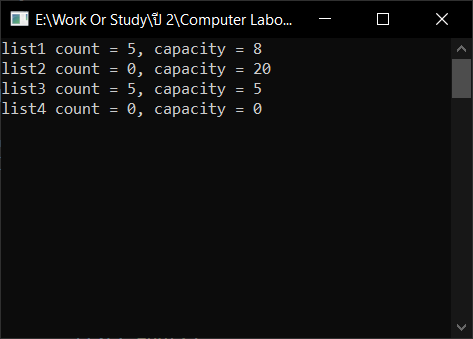 E:\Work Or Study\ปี 2\Computer Labo...
list1 count = 5, capacity = 8
list2 count = 0, capacity = 20
list3 count = 5, capacity = 5
list4 count = 0, capacity = 0